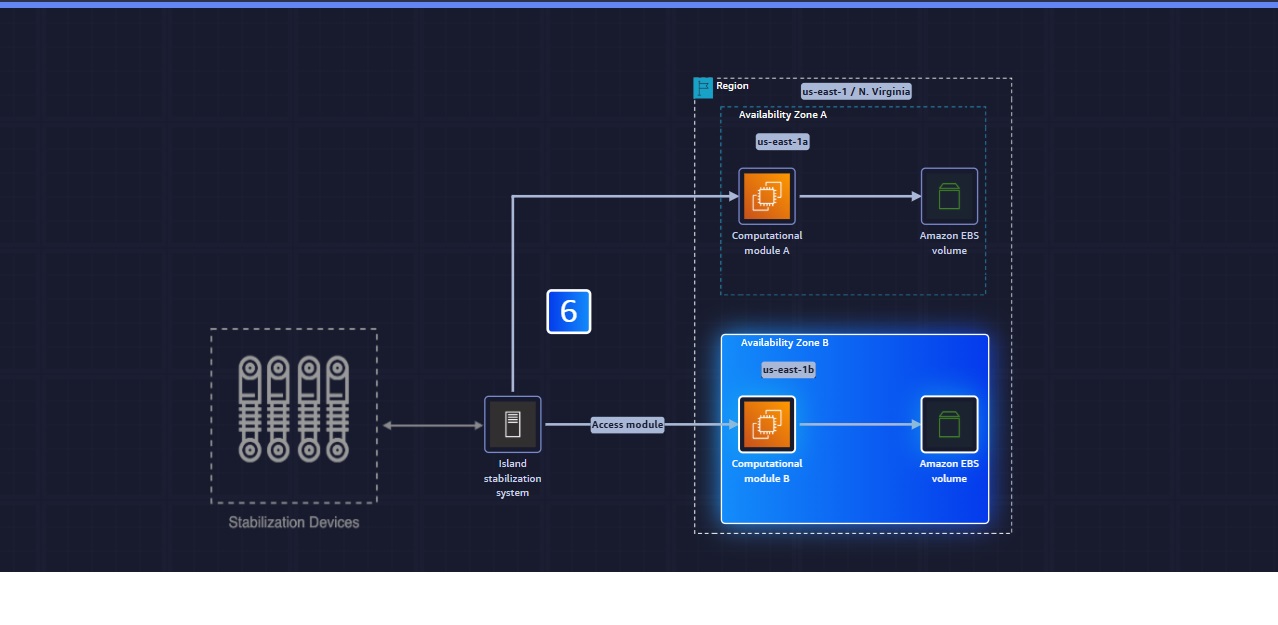 Region
us-east-1 / N. Virginia
Availability Zone A
us-east-1a
Computational
module A
Amazon EBS
volume
6
Availability Zone B
us-east-1b
Access module
Computational
module B
Amazon EBS
volume
Island
stabilization
system
Stabilization Devices